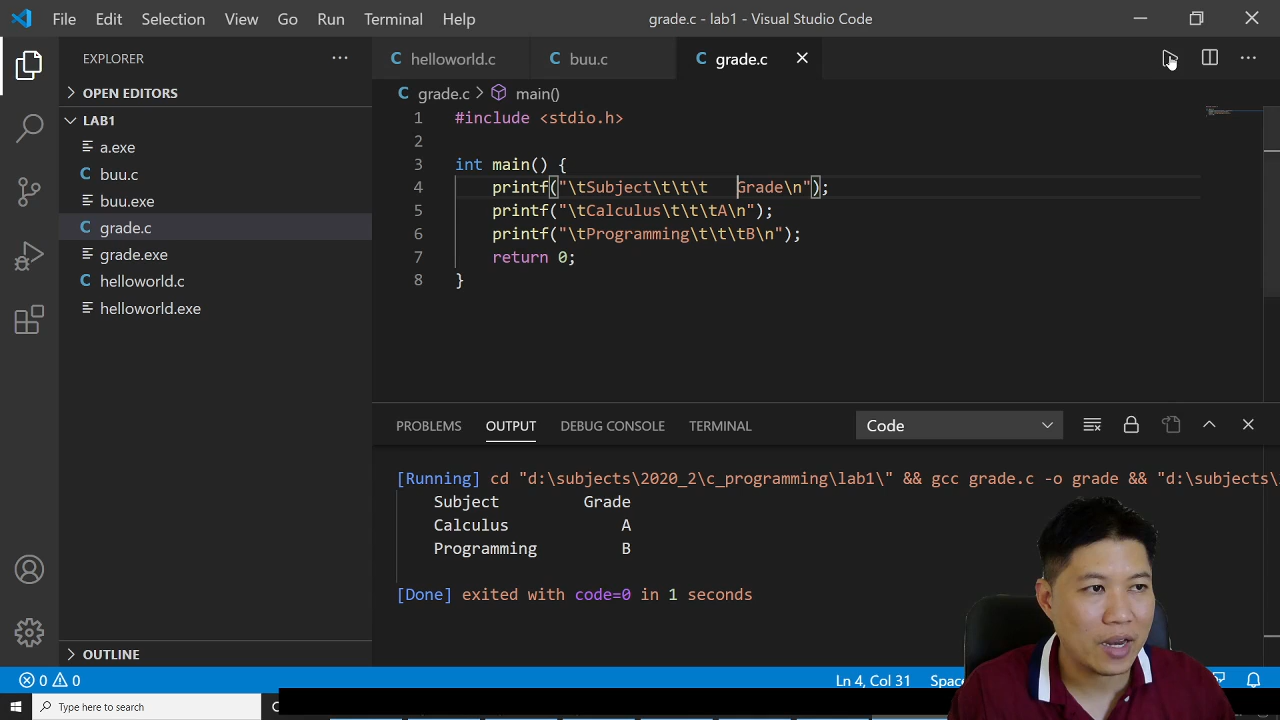 File Edit Selection View Go Run Terminal Help grade.c - lab1 - Visual Studio Code
EXPLORER
OPEN EDITORS
LAB1
a.exe
C buu.c
buu.exe
C grade.c
grade.exe
C helloworld.c
helloworld.exe
OUTLINE
C helloworld.c C buu.c C grade.c
C grade.c > main()
1 #include <stdio.h>
2
3 int main() {
4 printf("\tSubject\t\t\t   Grade\n");
5 printf("\tCalculus\t\t\tA\n");
6 printf("\tProgramming\t\t\tB\n");
7 return 0;
8 }
PROBLEMS OUTPUT DEBUG CONSOLE TERMINAL Code
[Running] cd "d:\subjects\2020_2\c_programming\lab1\" && gcc grade.c -o grade && "d:\subjects\
Subject Grade
Calculus A
Programming B
[Done] exited with code=0 in 1 seconds
0 0 Ln 4, Col 31
Type here to search